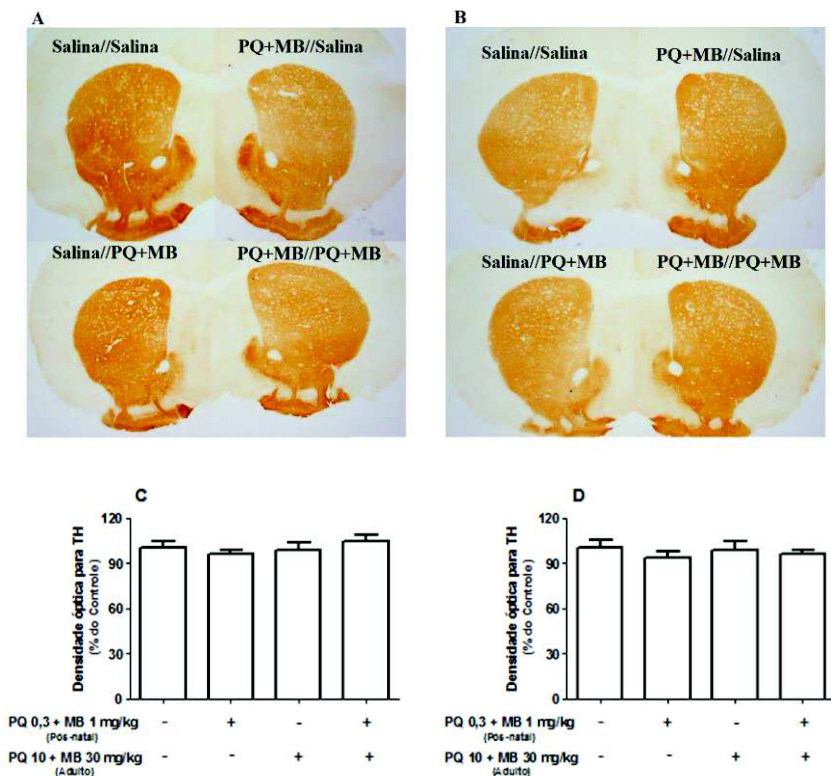 A
B
Salina//Salina
PQ+MB//Salina
Salina//Salina
PQ+MB//Salina
Salina//PQ+MB
PQ+MB//PQ+MB
Salina//PQ+MB
PQ+MB//PQ+MB
C
Densidade óptica para TH
(% do Controle)
120
90
60
30
0
PQ 0,3 + MB 1 mg/kg - + - +
(Pós-natal)
PQ 10 + MB 30 mg/kg - - + +
(Adulto)
D
Densidade óptica para TH
(% do Controle)
120
90
60
30
0
PQ 0,3 + MB 1 mg/kg - + - +
(Pós-natal)
PQ 10 + MB 30 mg/kg - - + +
(Adulto)